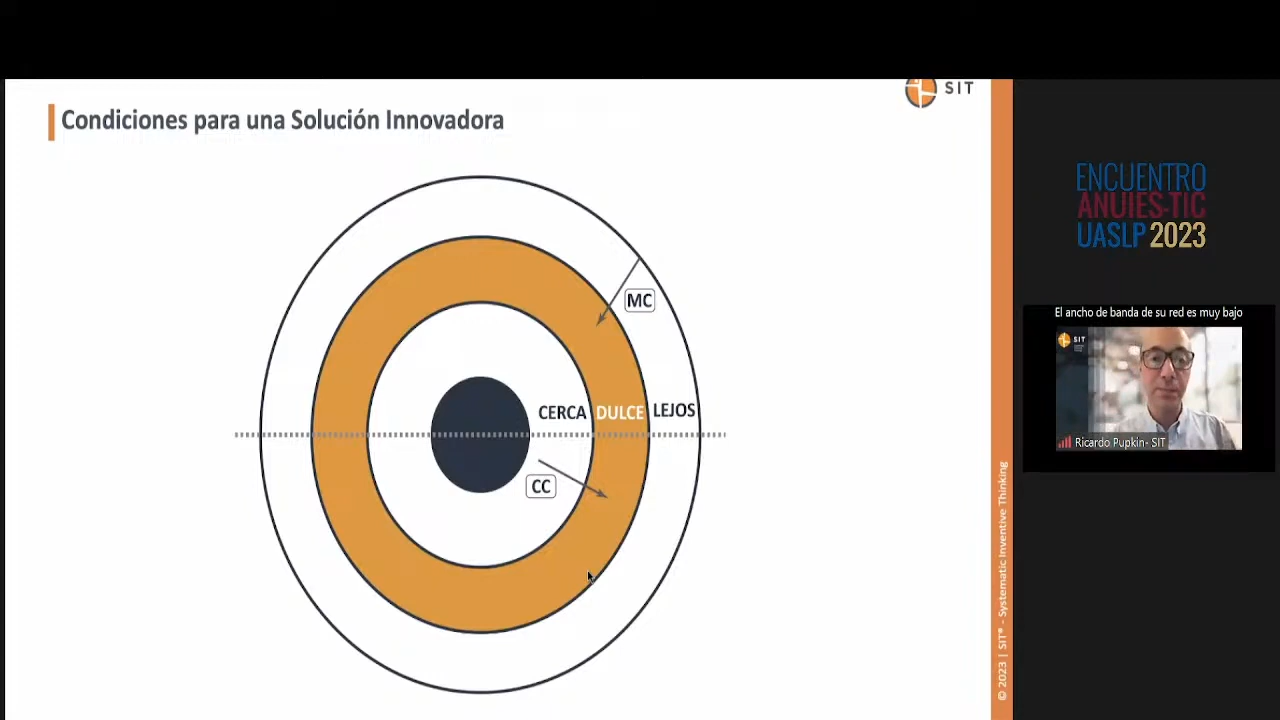 SIT
Condiciones para una Solución Innovadora
MC
CERCA DULCE LEJOS
CC
© 2023 | SIT® - Systematic Inventive Thinking
ENCUENTRO
ANUIES-TIC
UASLP 2023
El ancho de banda de su red es muy bajo
SIT
Ricardo Pupkin- SIT